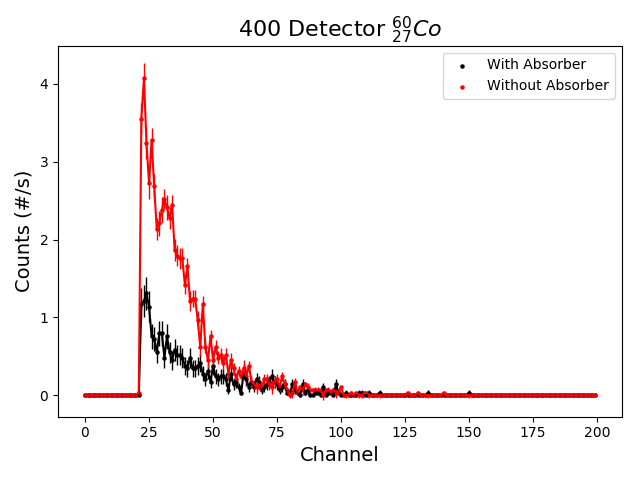 400 Detector $^{60}_{27}Co$
With Absorber
Without Absorber
Counts (#/s)
4
3
2
1
0
0 25 50 75 100 125 150 175 200
Channel